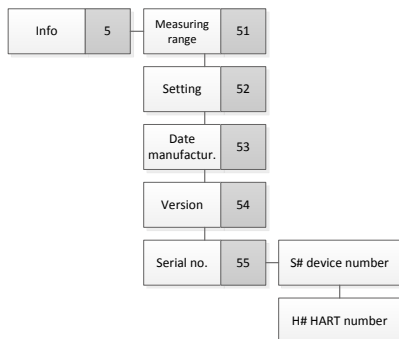 Info 5
Measuring
range
51
Setting 52
Date
manufactur.
53
Version 54
Serial no. 55
S# device number
H# HART number